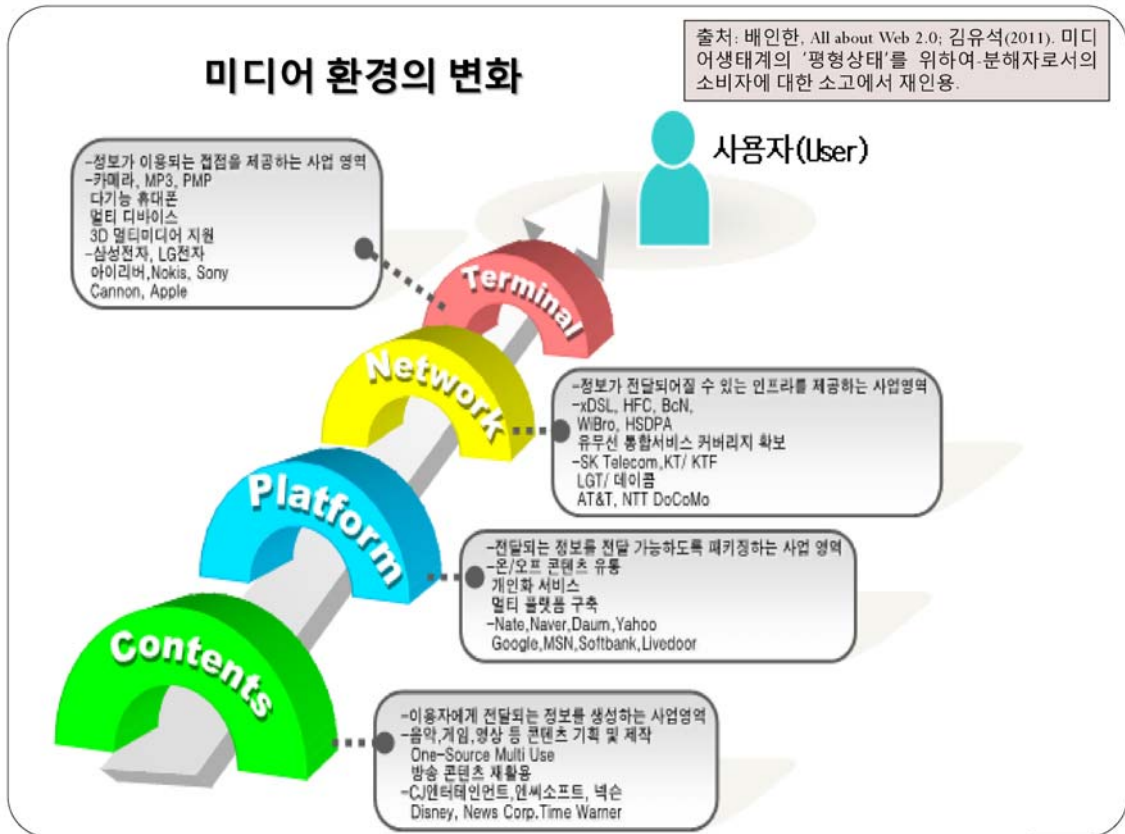 미디어 환경의 변화
출처: 배인한, All about Web 2.0; 김유석(2011). 미디
어생태계의 '평형상태'를 위하여-분해자로서의
소비자에 대한 소고에서 재인용.
사용자(User)
-정보가 이용되는 접점을 제공하는 사업 영역
-카메라, MP3, PMP
다기능 휴대폰
멀티 디바이스
3D 멀티미디어 지원
-삼성전자, LG전자
아이리버,Nokis, Sony
Cannon, Apple
Terminal
Network
-정보가 전달되어질 수 있는 인프라를 제공하는 사업영역
-xDSL, HFC, BcN,
WiBro, HSDPA
유무선 통합서비스 커버리지 확보
-SK Telecom,KT/ KTF
LGT/ 데이콤
AT&T, NTT DoCoMo
Platform
-전달되는 정보를 전달 가능하도록 패키징하는 사업 영역
-온/오프 콘텐츠 유통
개인화 서비스
멀티 플랫폼 구축
-Nate,Naver,Daum,Yahoo
Google,MSN,Softbank,Livedoor
Contents
-이용자에게 전달되는 정보를 생성하는 사업영역
-음악,게임,영상 등 콘텐츠 기획 및 제작
One-Source Multi Use
방송 콘텐츠 재활용
-CJ엔터테인먼트,엔씨소프트, 넥슨
Disney, News Corp.Time Warner